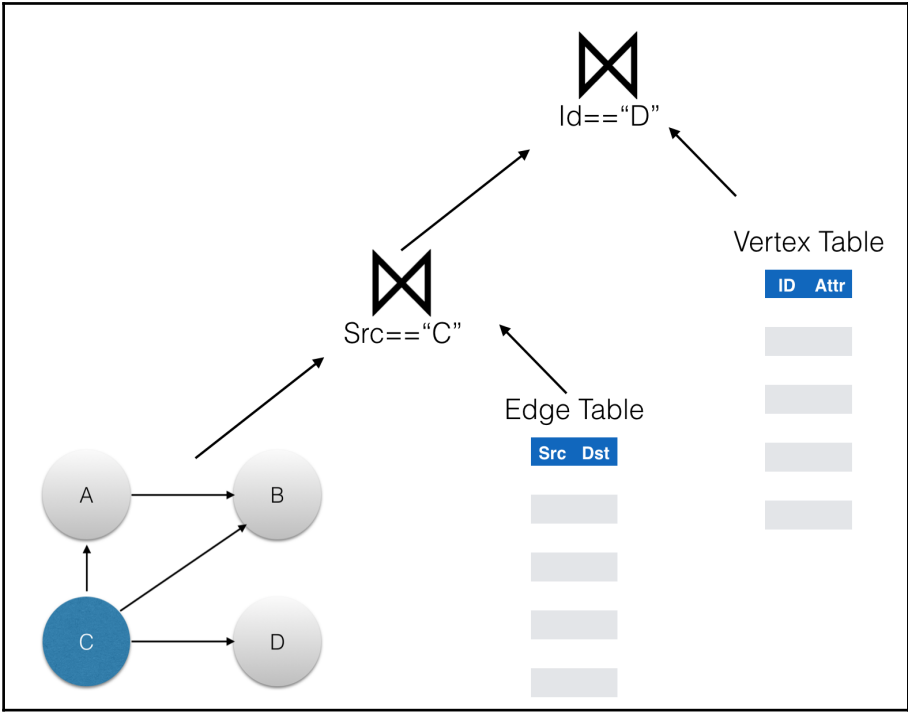 Id==“D”
Vertex Table
ID Attr
Src==“C”
Edge Table
Src Dst
A
B
C
D